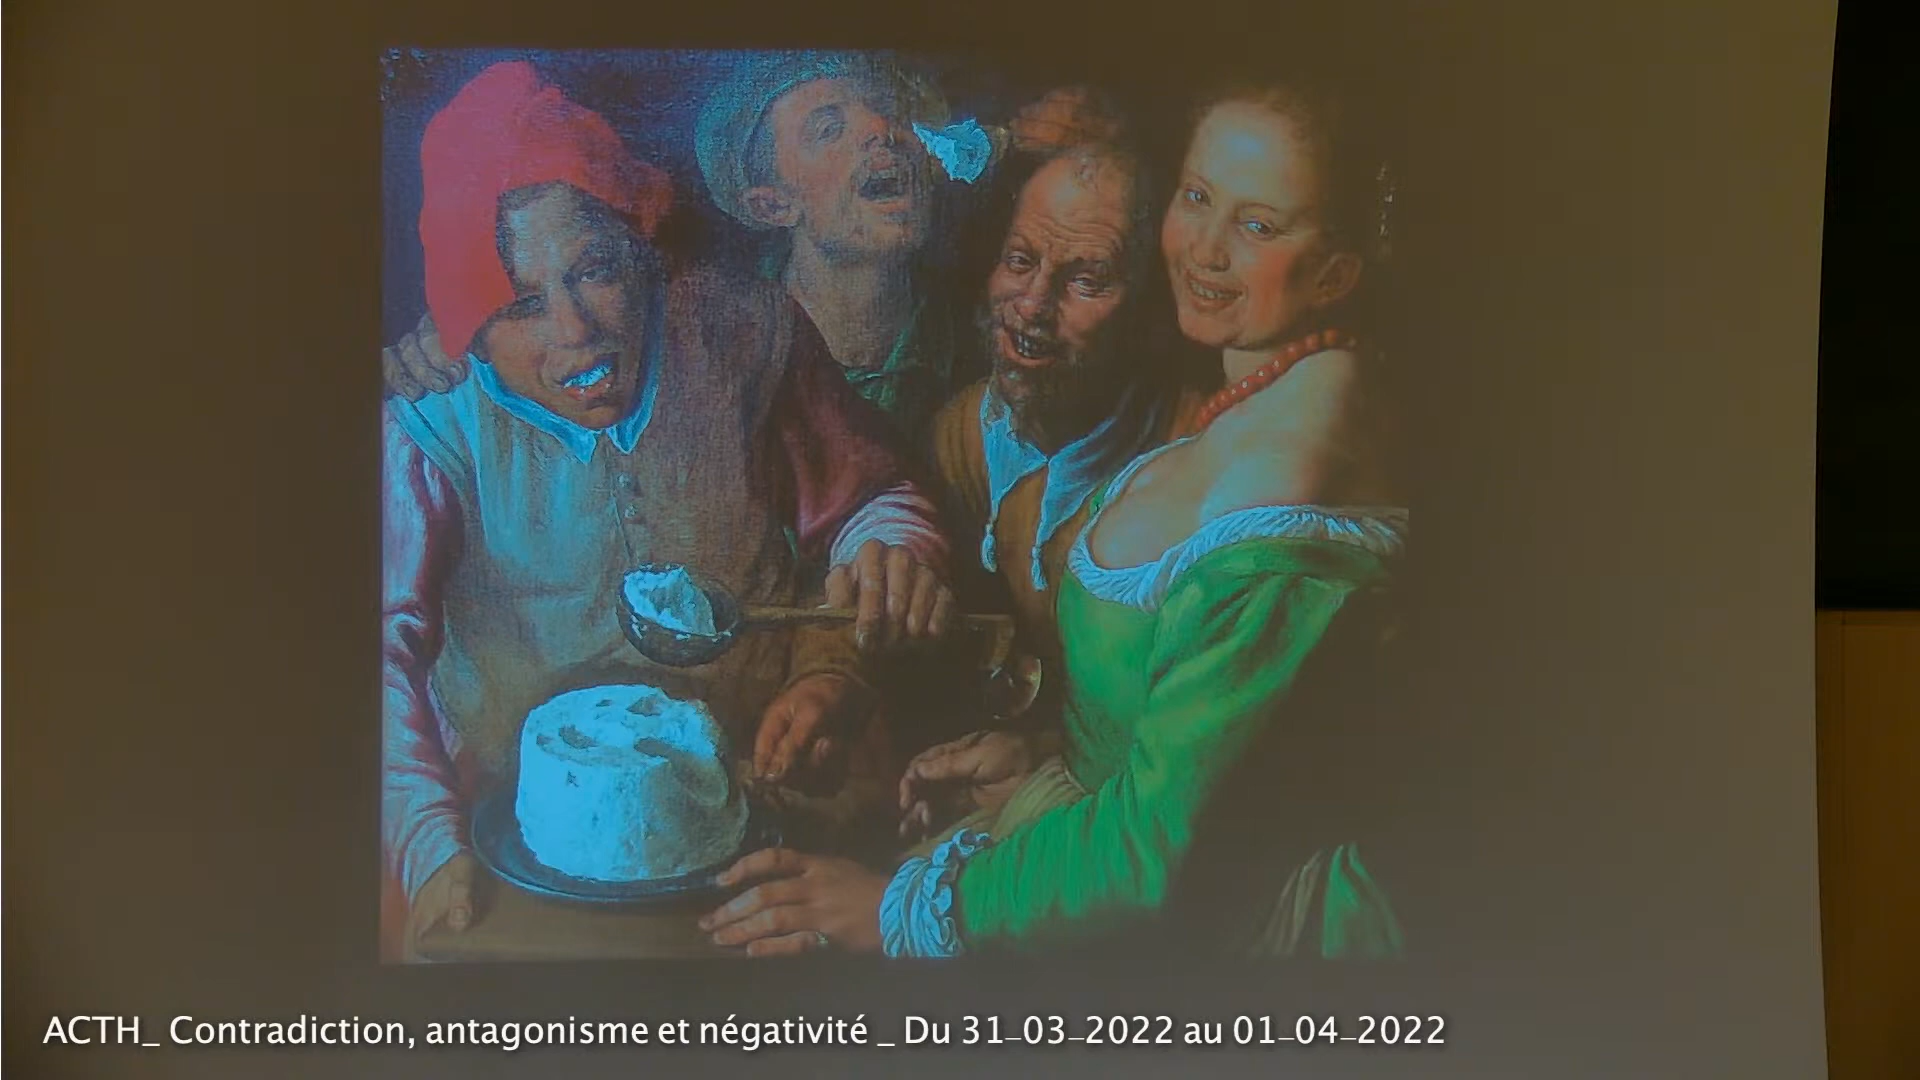 ACTH_ Contradiction, antagonisme et négativité _ Du 31-03-2022 au 01-04-2022